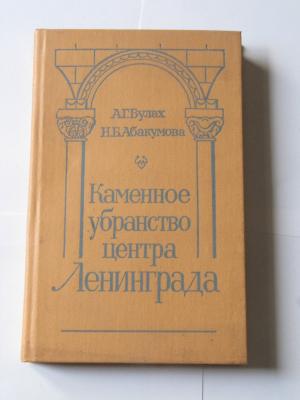 А.Г. Булах
Н.Б. Абакумова
Каменное
убранство
центра
Ленинграда